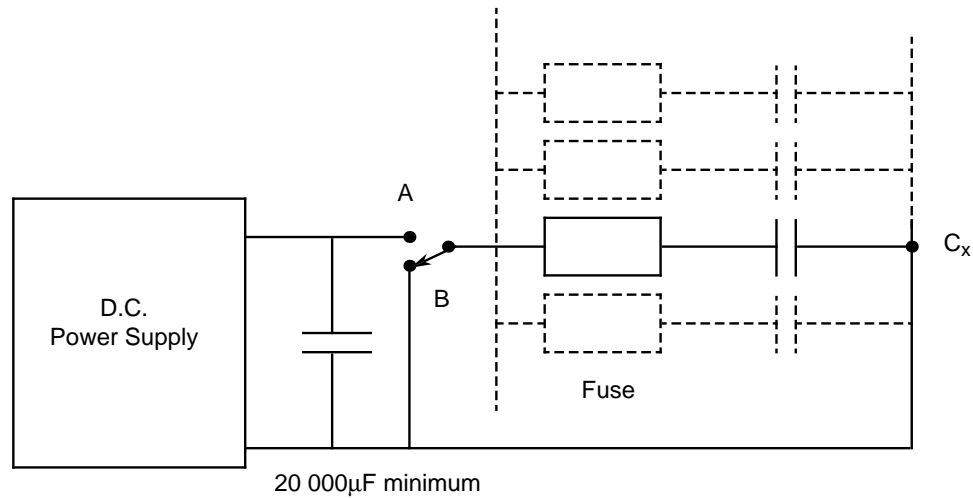 A
C<sub>x</sub>
B
D.C.
Power Supply
Fuse
20 000μF minimum